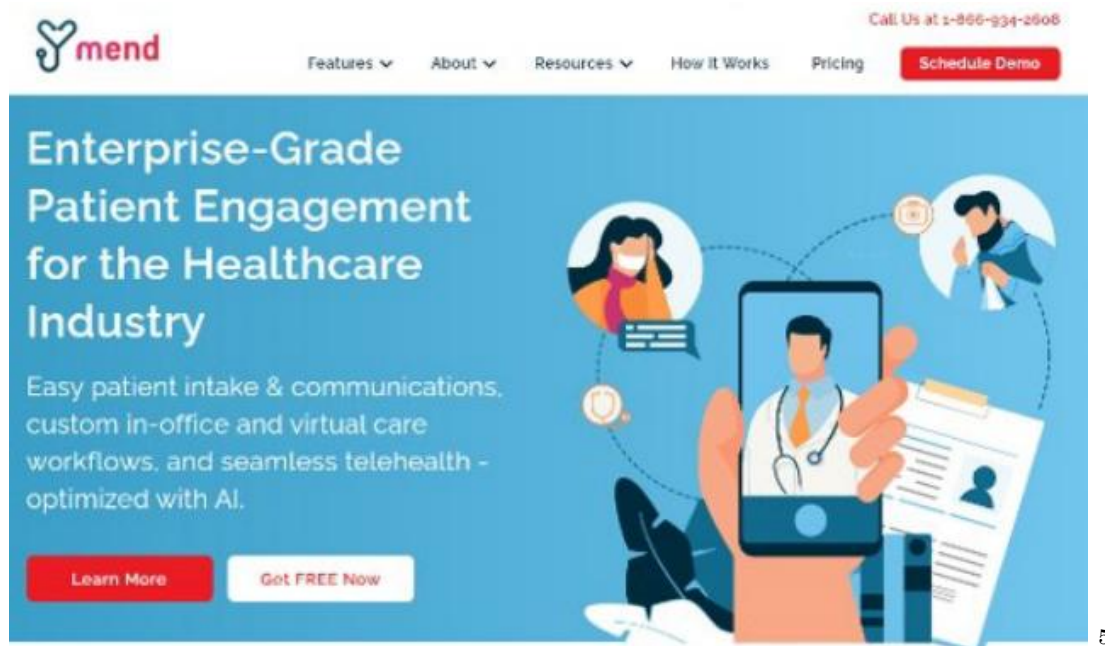 mend
Call Us at 1-866-934-2608
Features
About
Resources
How It Works
Pricing
Schedule Demo
Enterprise-Grade
Patient Engagement
for the Healthcare
Industry
Easy patient intake & communications,
custom in-office and virtual care
workflows, and seamless telehealth -
optimized with AI.
Learn More
Get FREE Now
5